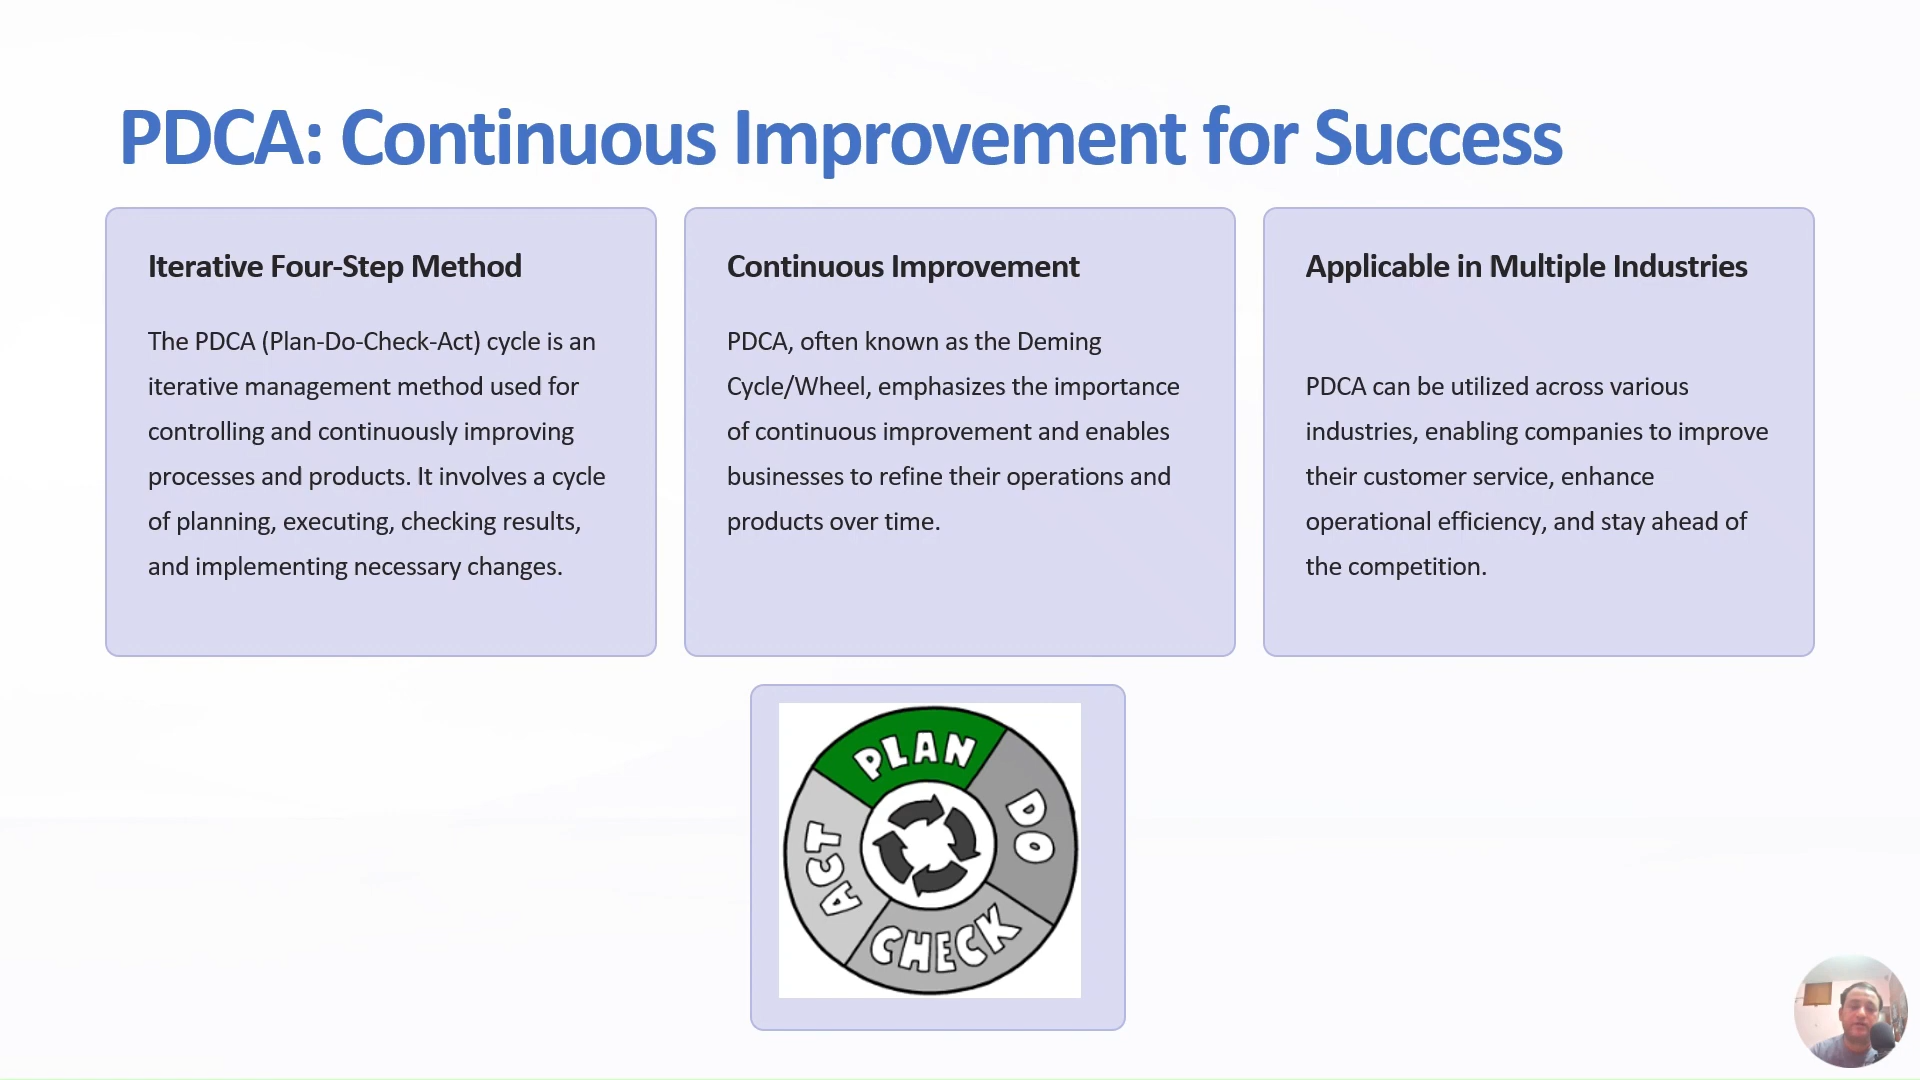 PDCA: Continuous Improvement for Success
Iterative Four-Step Method
The PDCA (Plan-Do-Check-Act) cycle is an
iterative management method used for
controlling and continuously improving
processes and products. It involves a cycle
of planning, executing, checking results,
and implementing necessary changes.
Continuous Improvement
PDCA, often known as the Deming
Cycle/Wheel, emphasizes the importance
of continuous improvement and enables
businesses to refine their operations and
products over time.
Applicable in Multiple Industries
PDCA can be utilized across various
industries, enabling companies to improve
their customer service, enhance
operational efficiency, and stay ahead of
the competition.
PLAN
DO
CHECK
ACT